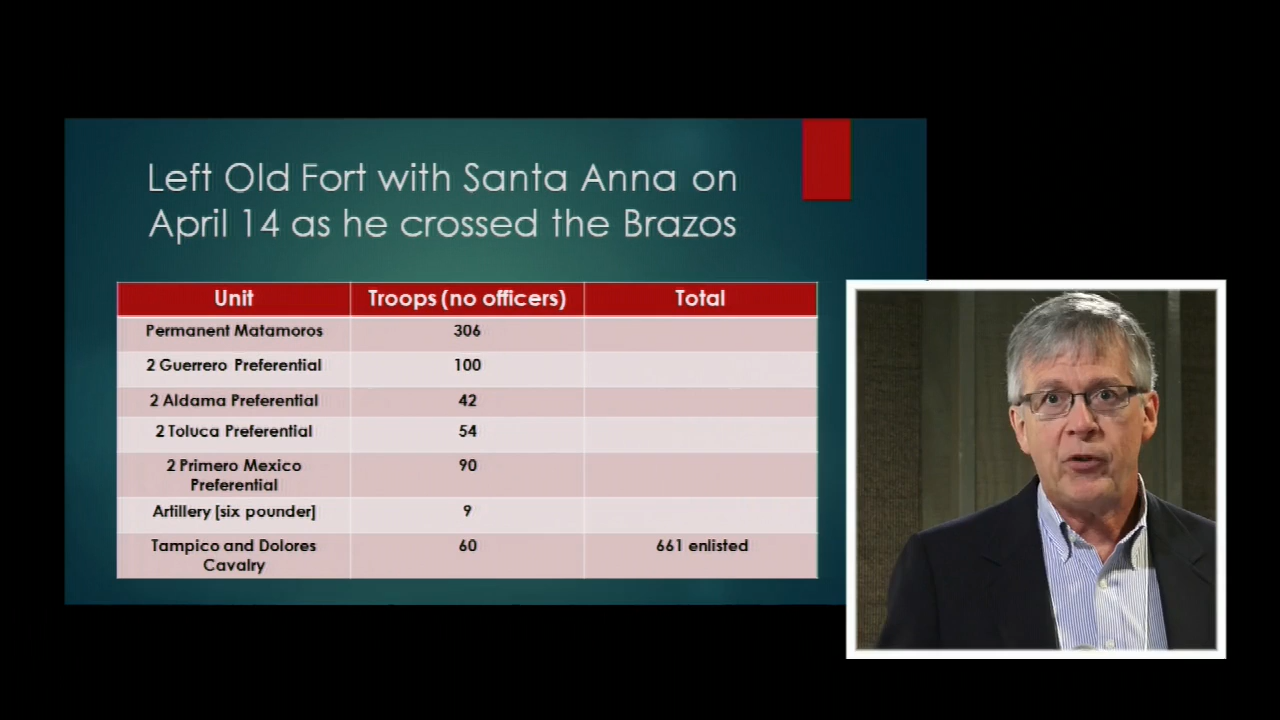 Left Old Fort with Santa Anna on
April 14 as he crossed the Brazos
Unit Troops (no officers) Total
Permanent Matamoros 306
2 Guerrero Preferential 100
2 Aldama Preferential 42
2 Toluca Preferential 54
2 Primero Mexico 90
Preferential
Artillery [six pounder] 9
Tampico and Dolores 60 661 enlisted
Cavalry